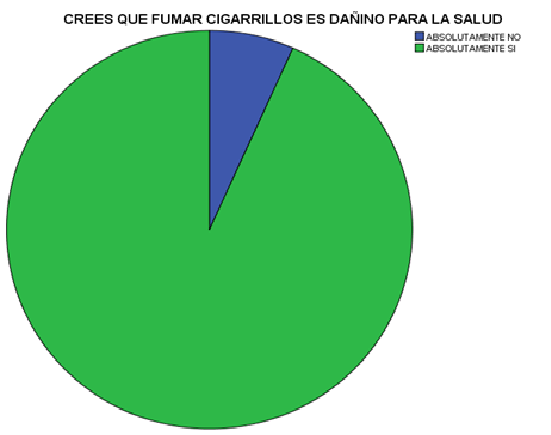 CREES QUE FUMAR CIGARRILLOS ES DAÑINO PARA LA SALUD
ABSOLUTAMENTE NO
ABSOLUTAMENTE SI